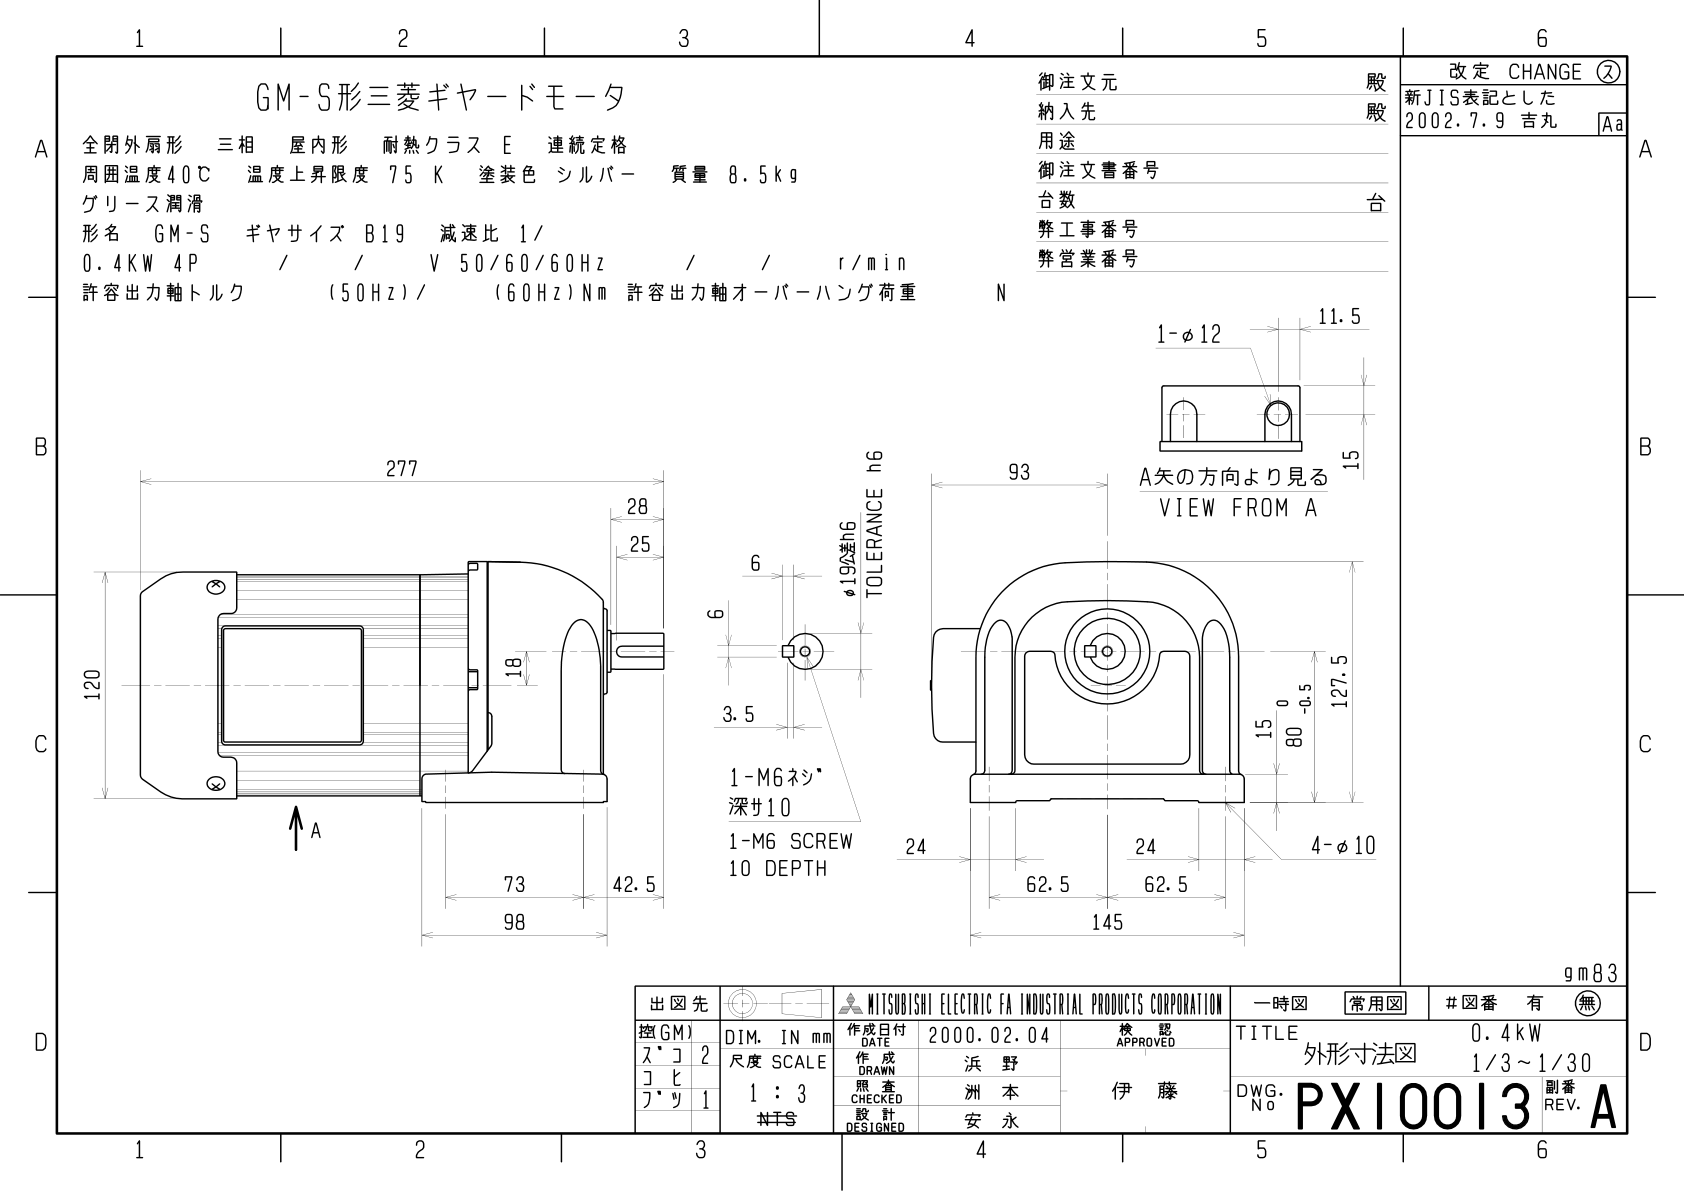 1 2 3 4 5 6
A
B
C
D
A
B
C
D
1 2 3 4 5 6
GM-S形三菱ギヤードモータ
全閉外扇形 三相 屋内形 耐熱クラス E 連続定格
周囲温度40℃ 温度上昇限度 75 K 塗装色 シルバー 質量 8.5kg
グリース潤滑
形名 GM-S ギヤサイズ B19 減速比 1/
0.4KW 4P / / V 50/60/60Hz / / r/min
許容出力軸トルク (50Hz)/ (60Hz)Nm 許容出力軸オーバーハング荷重 N
御注文元 殿
納入先 殿
用途
御注文書番号
台数 台
弊工事番号
弊営業番号
改定 CHANGE ス
新JIS表記とした
2002.7.9 吉丸 Aa
11.5
1-φ12
15
A矢の方向より見る
VIEW FROM A
277
28
25
120
18
A
73
42.5
98
6
6
φ19公差h6
TOLERANCE h6
3.5
1-M6ネジ
深サ10
1-M6 SCREW
10 DEPTH
93
127.5
15
80 0 -0.5
24
24
4-φ10
62.5
62.5
145
gm83
出図先
控(GM)
ズコ 2
コヒ
ブツ 1
DIM. IN mm
尺度 SCALE
1 : 3
NTS
MITSUBISHI ELECTRIC FA INDUSTRIAL PRODUCTS CORPORATION
作成日付 DATE 2000.02.04
作成 DRAWN 浜野
照査 CHECKED 洲本
設計 DESIGNED 安永
検認 APPROVED
伊藤
一時図 常用図 #図番 有 無
TITLE 0.4kW
外形寸法図 1/3~1/30
DWG. No PX10013 副番 REV. A